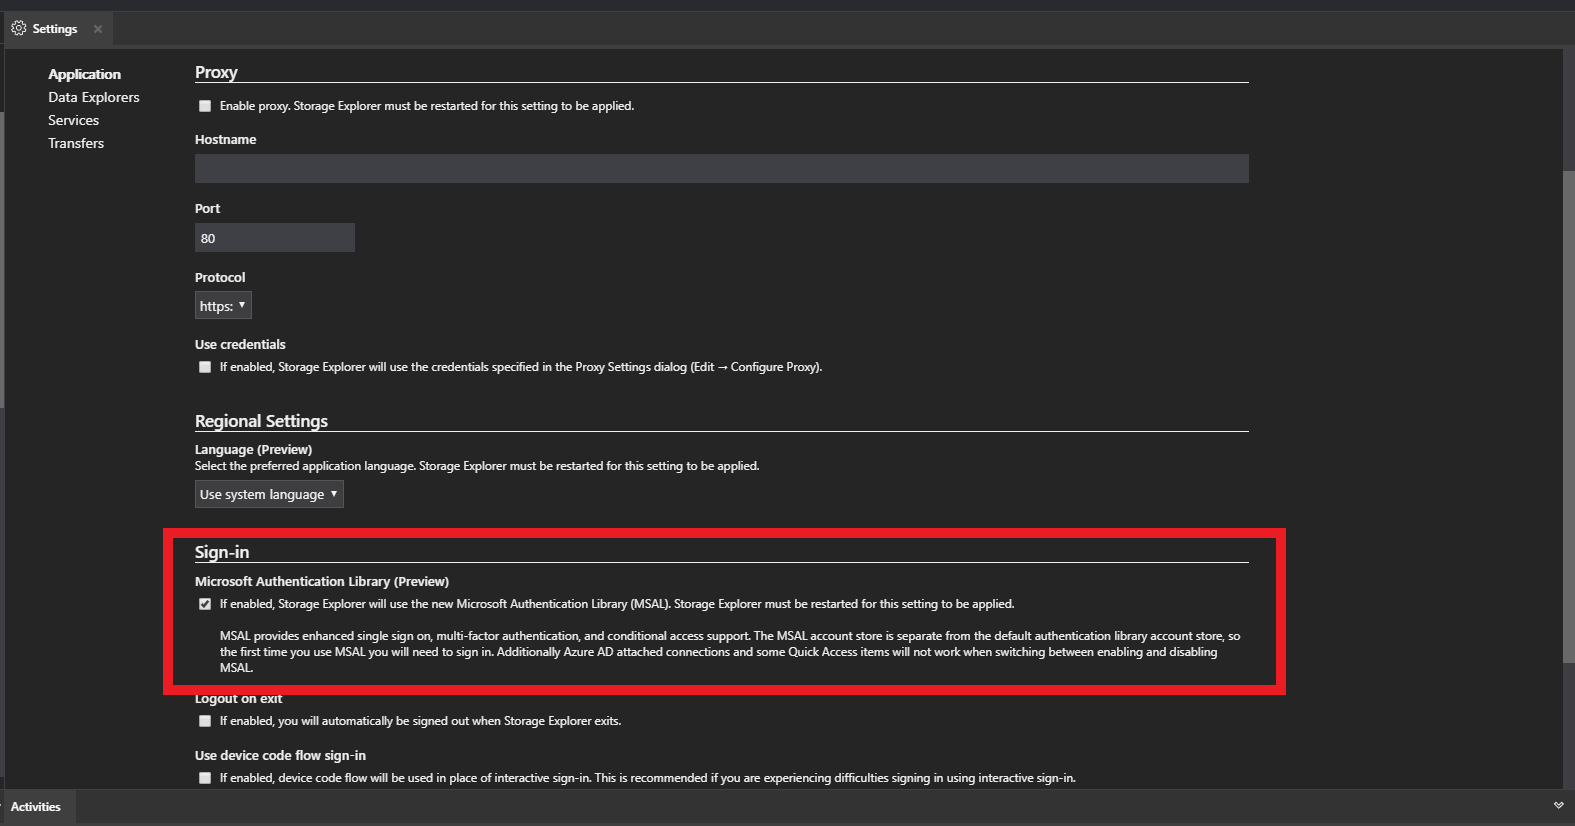 Settings
Application
Data Explorers
Services
Transfers
Proxy
Enable proxy. Storage Explorer must be restarted for this setting to be applied.
Hostname
Port
80
Protocol
https:
Use credentials
If enabled, Storage Explorer will use the credentials specified in the Proxy Settings dialog (Edit → Configure Proxy).
Regional Settings
Language (Preview)
Select the preferred application language. Storage Explorer must be restarted for this setting to be applied.
Use system language
Sign-in
Microsoft Authentication Library (Preview)
If enabled, Storage Explorer will use the new Microsoft Authentication Library (MSAL). Storage Explorer must be restarted for this setting to be applied.
MSAL provides enhanced single sign on, multi-factor authentication, and conditional access support. The MSAL account store is separate from the default authentication library account store, so
the first time you use MSAL you will need to sign in. Additionally Azure AD attached connections and some Quick Access items will not work when switching between enabling and disabling
MSAL.
Logout on exit
If enabled, you will automatically be signed out when Storage Explorer exits.
Use device code flow sign-in
If enabled, device code flow will be used in place of interactive sign-in. This is recommended if you are experiencing difficulties signing in using interactive sign-in.
Activities